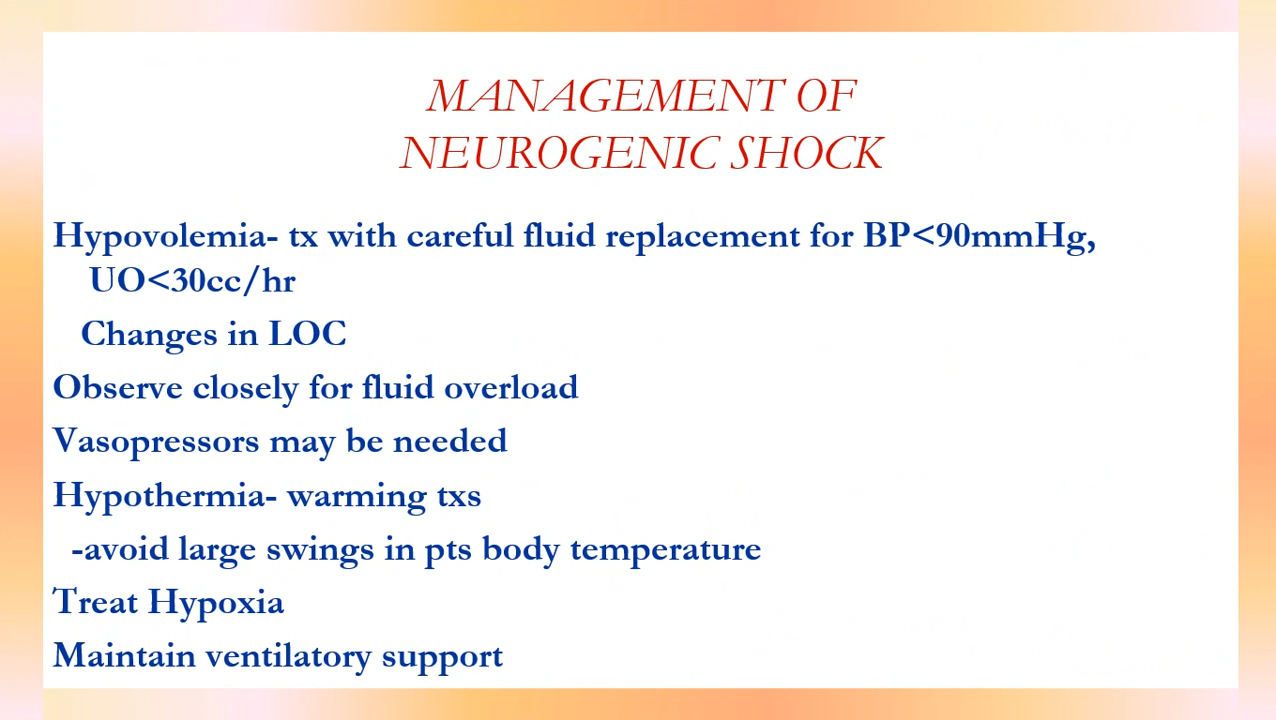 MANAGEMENT OF
NEUROGENIC SHOCK
Hypovolemia- tx with careful fluid replacement for BP<90mmHg,
UO<30cc/hr
Changes in LOC
Observe closely for fluid overload
Vasopressors may be needed
Hypothermia- warming txs
-avoid large swings in pts body temperature
Treat Hypoxia
Maintain ventilatory support